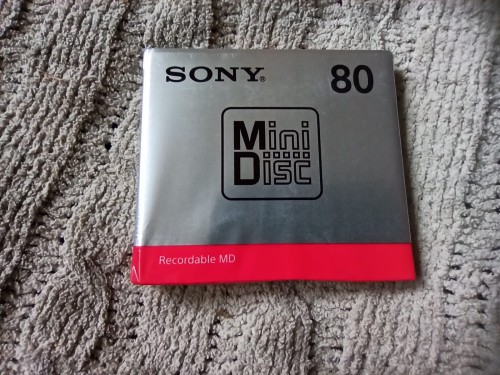 SONY® 80
Mini
Disc
Recordable MD